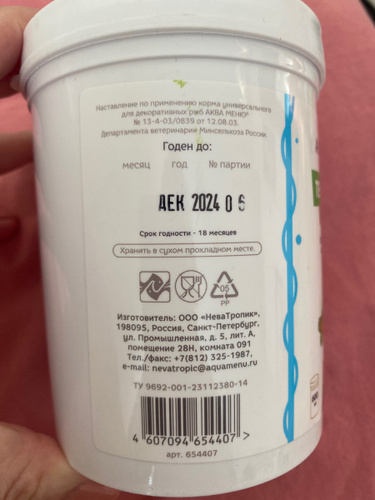 Наставление по применению корма универсального
для декоративных рыб АКВА МЕНЮ®
№ 13-4-03/0839 от 12.08.03.
Департамента ветеринарии Минсельхоза России.
Годен до:
месяц год № партии
ДЕК 2024 0 6
Срок годности - 18 месяцев
Хранить в сухом прохладном месте.
05
PP
Изготовитель: ООО «НеваТропик»,
198095, Россия, Санкт-Петербург,
ул. Промышленная, д. 5, лит. А,
помещение 28Н, комната 091
Тел./факс: +7(812) 325-1987,
e-mail: nevatropic@aquamenu.ru
ТУ 9692-001-23112380-14
4 607094 654407 >
арт. 654407